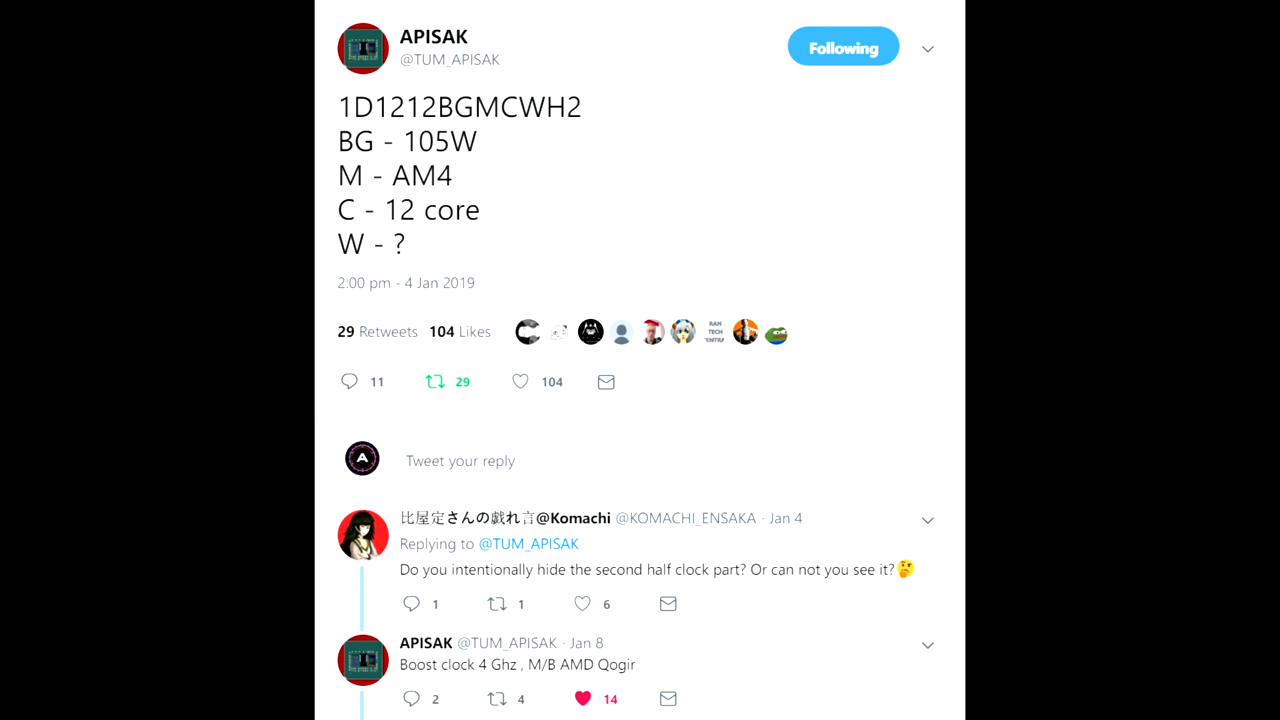 APISAK
@TUM_APISAK
Following
1D1212BGMCWH2
BG - 105W
M - AM4
C - 12 core
W - ?
2:00 pm - 4 Jan 2019
29 Retweets 104 Likes
RAM
TECH
11 29 104
A
Tweet your reply
比屋定さんの戯れ言@Komachi @KOMACHI_ENSAKA · Jan 4
Replying to @TUM_APISAK
Do you intentionally hide the second half clock part? Or can not you see it?🤔
1 1 6
APISAK @TUM_APISAK · Jan 8
Boost clock 4 Ghz , M/B AMD Qogir
2 4 14